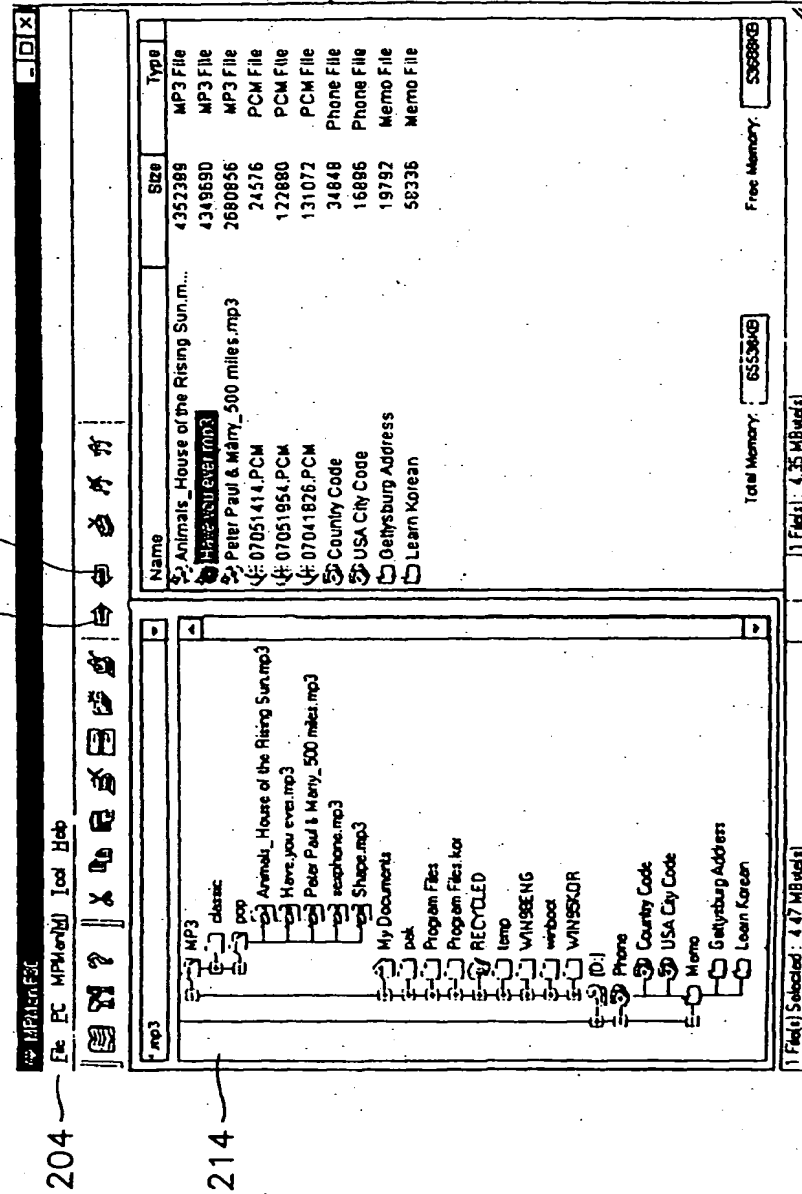 204
214
MPMan F30
File PC MPMan(M) Tool Help
*.mp3
MP3
classic
pop
Animals_House of the Rising Sun.mp3
Have you ever.mp3
Peter Paul & Marry_500 miles.mp3
sexphone.mp3
Shape.mp3
My Documents
pak
Program Files
Program Files.kor
RECYCLED
temp
WIN98ENG
winboot
WIN95KOR
[D:]
Phone
Country Code
USA City Code
Memo
Gettysburg Address
Learn Korean
Name Size Type
Animals_House of the Rising Sun.m... 4352389 MP3 File
Have you ever.mp3 4349690 MP3 File
Peter Paul & Marry_500 miles.mp3 2680856 MP3 File
07051414.PCM 24576 PCM File
07051954.PCM 122880 PCM File
07041826.PCM 131072 PCM File
Country Code 34848 Phone File
USA City Code 16896 Phone File
Gettysburg Address 19792 Memo File
Learn Korean 58336 Memo File
Total Memory: 65536KB Free Memory: 53688KB
1 File(s) Selected : 4.47 MByte(s) 1 File(s) : 4.35 MByte(s)